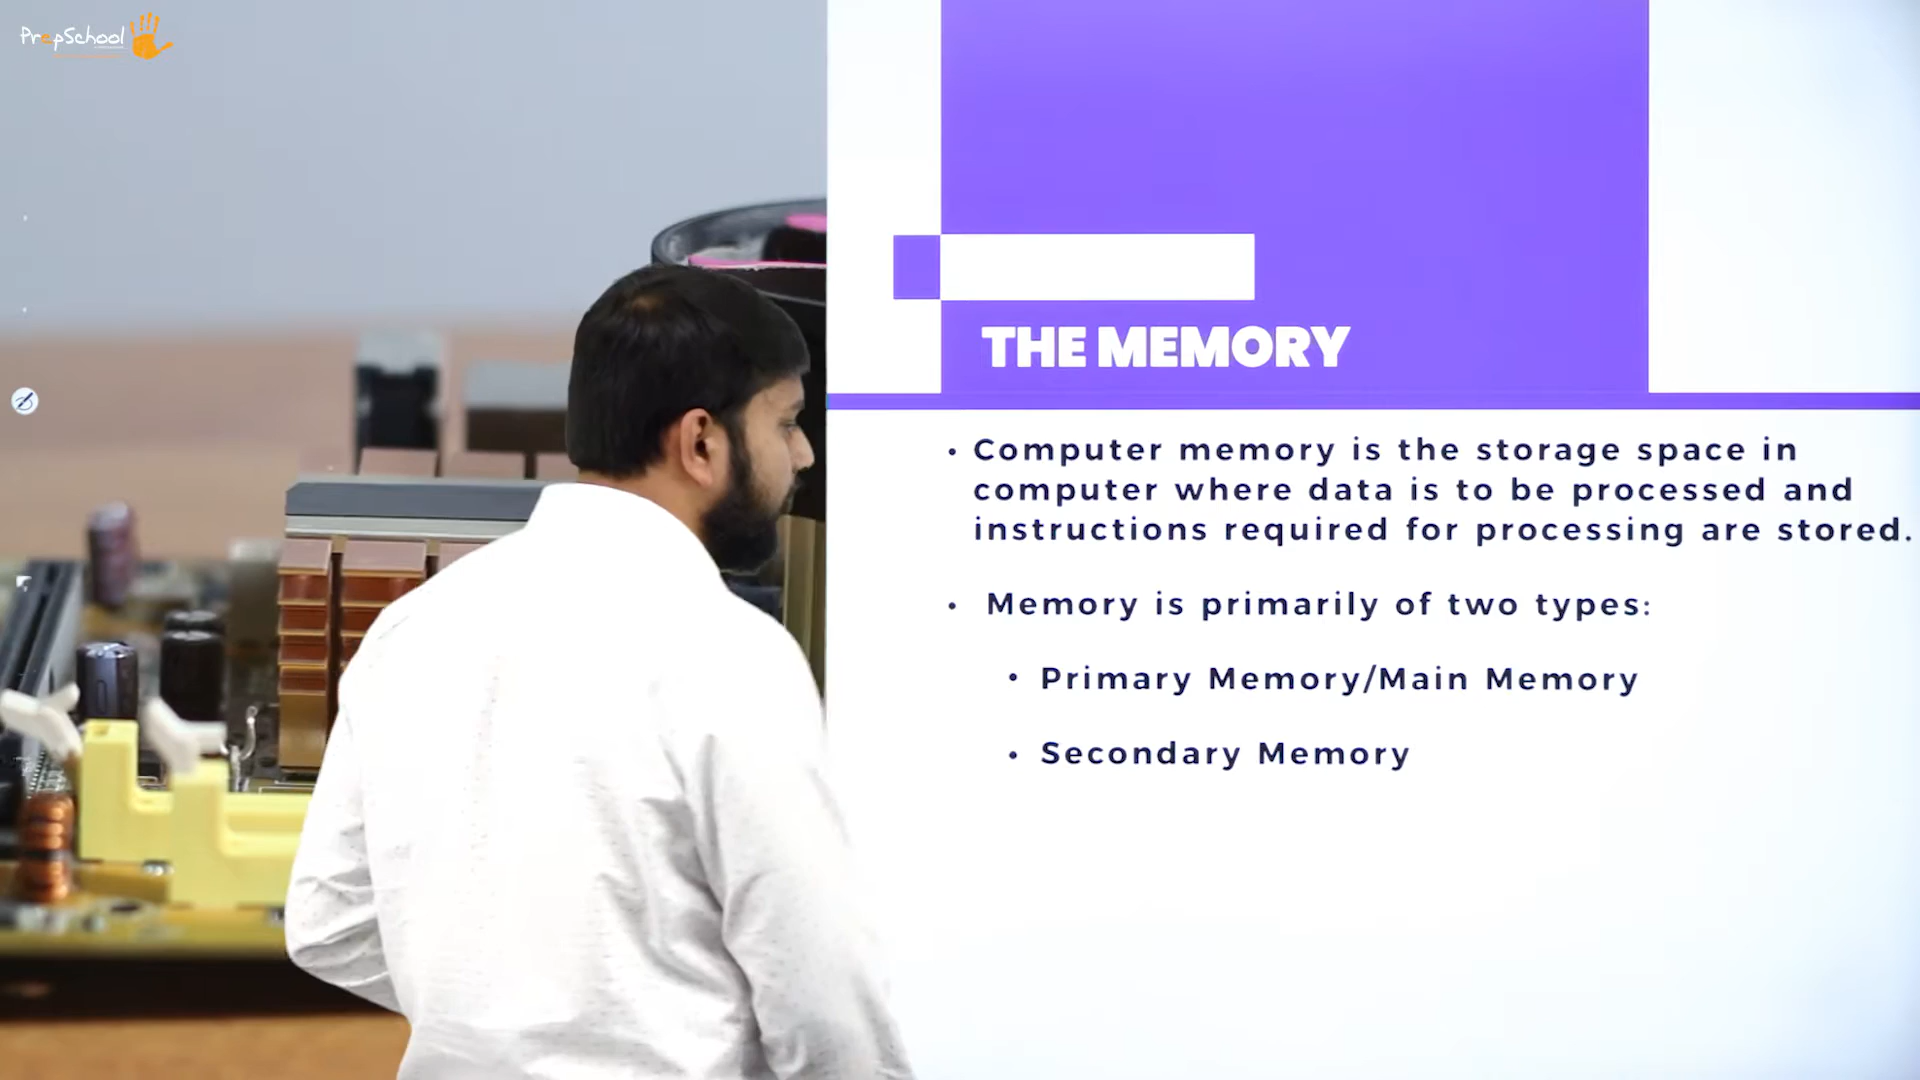 PrepSchool
THE MEMORY
• Computer memory is the storage space in
computer where data is to be processed and
instructions required for processing are stored.
• Memory is primarily of two types:
• Primary Memory/Main Memory
• Secondary Memory